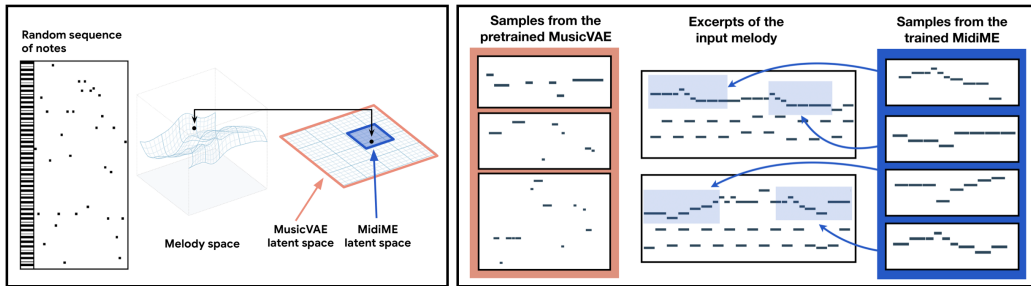 Random sequence
of notes
Melody space
MusicVAE
latent space
MidiME
latent space
Samples from the
pretrained MusicVAE
Excerpts of the
input melody
Samples from the
trained MidiME